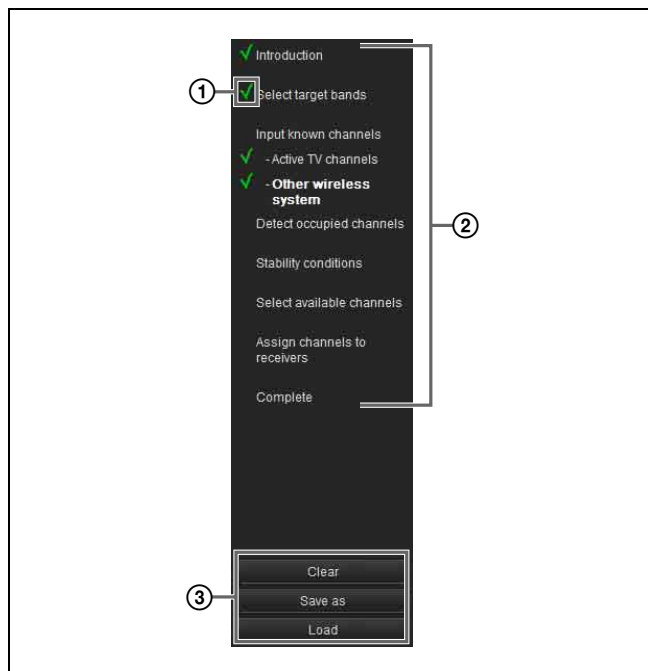 Introduction
① Select target bands
Input known channels
- Active TV channels
- Other wireless
system
②
Detect occupied channels
Stability conditions
Select available channels
Assign channels to
receivers
Complete
Clear
③ Save as
Load